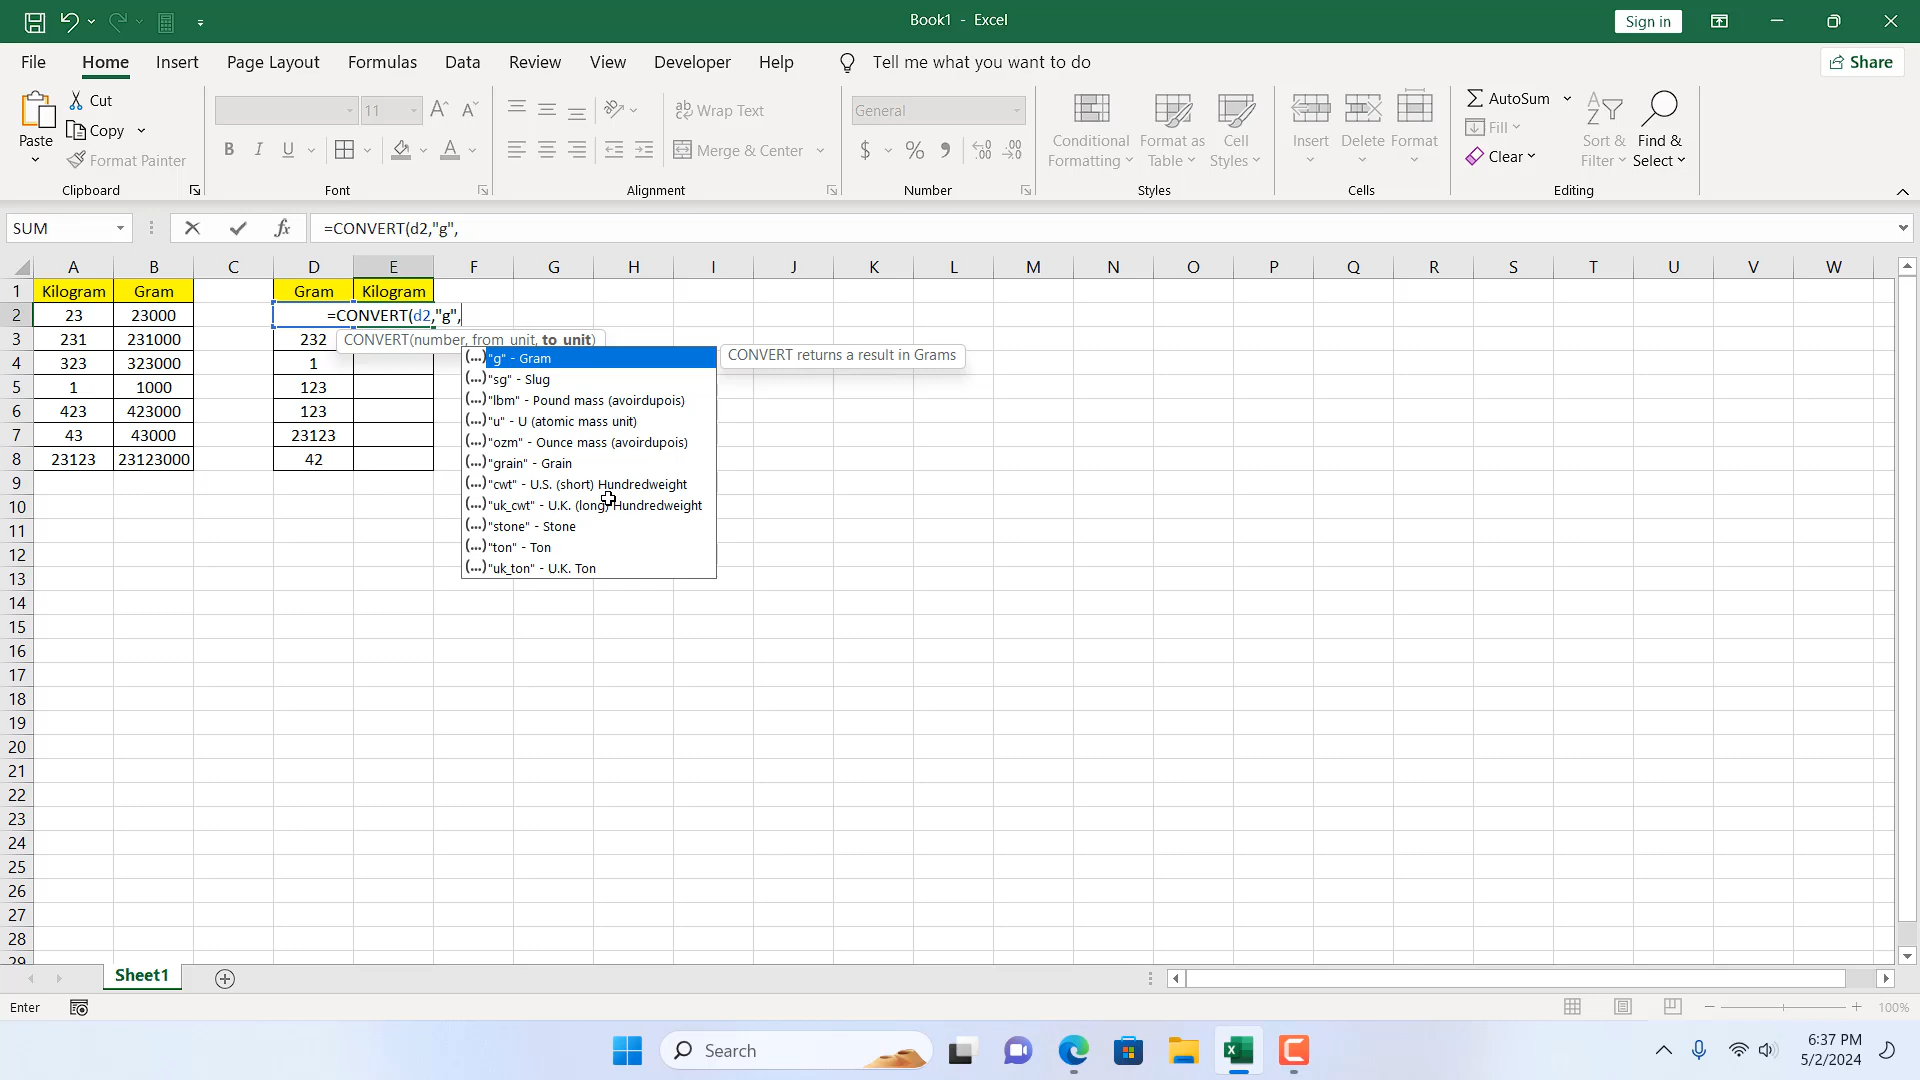 Book1 - Excel
Sign in
File Home Insert Page Layout Formulas Data Review View Developer Help Tell me what you want to do Share
Paste
Cut
Copy
Format Painter
Clipboard
11
B I U A
Font
ab Wrap Text
Merge & Center
Alignment
General
$ % 9
Number
Conditional Formatting
Format as Table
Cell Styles
Styles
Insert Delete Format
Cells
AutoSum
Fill
Clear
Sort & Filter
Find & Select
Editing
SUM fx =CONVERT(d2,"g",
A B C D E F G H I J K L M N O P Q R S T U V W
1 Kilogram Gram Gram Kilogram
2 23 23000 =CONVERT(d2,"g",
3 231 231000 232
4 323 323000 1
5 1 1000 123
6 423 423000 123
7 43 43000 23123
8 23123 23123000 42
CONVERT(number, from_unit, to_unit)
(...) "g" - Gram
(...) "sg" - Slug
(...) "lbm" - Pound mass (avoirdupois)
(...) "u" - U (atomic mass unit)
(...) "ozm" - Ounce mass (avoirdupois)
(...) "grain" - Grain
(...) "cwt" - U.S. (short) Hundredweight
(...) "uk_cwt" - U.K. (long) Hundredweight
(...) "stone" - Stone
(...) "ton" - Ton
(...) "uk_ton" - U.K. Ton
CONVERT returns a result in Grams
9
10
11
12
13
14
15
16
17
18
19
20
21
22
23
24
25
26
27
28
29
Sheet1
Enter
100%
Search
6:37 PM
5/2/2024